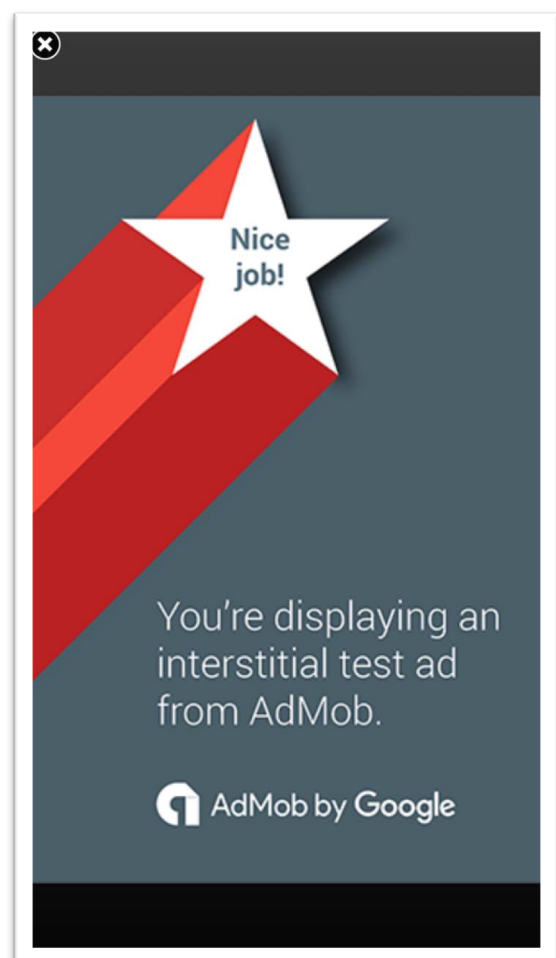 Nice
job!
You're displaying an
interstitial test ad
from AdMob.
AdMob by Google